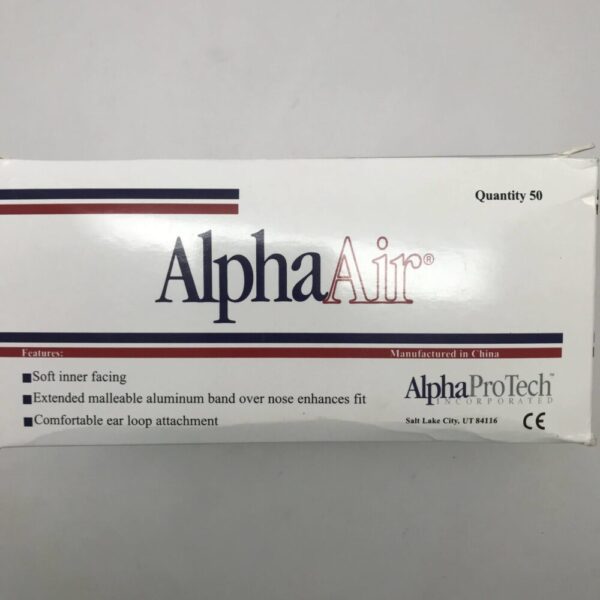 Quantity 50
AlphaAir®
Features:
Manufactured in China
■Soft inner facing
■Extended malleable aluminum band over nose enhances fit
■Comfortable ear loop attachment
AlphaProTech™
INCORPORATED
Salt Lake City, UT 84116
CE